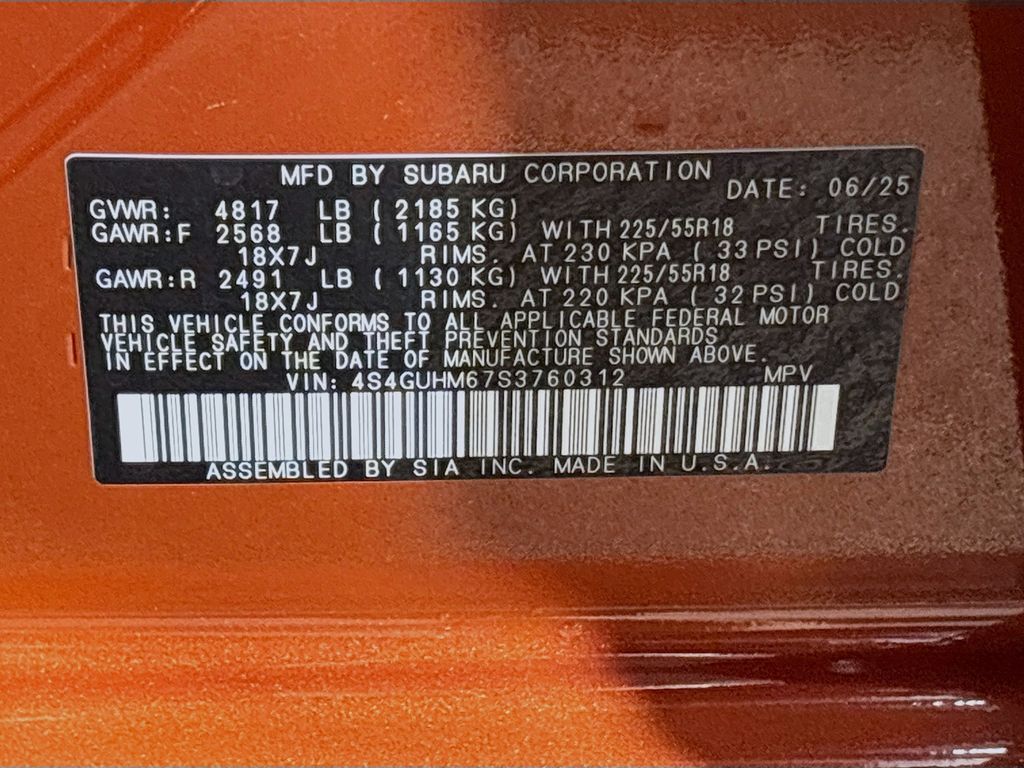 MFD BY SUBARU CORPORATION DATE: 06/25
GVWR: 4817 LB ( 2185 KG)
GAWR:F 2568 LB ( 1165 KG) WITH 225/55R18 TIRES.
18X7J RIMS. AT 230 KPA ( 33 PSI) COLD
GAWR:R 2491 LB ( 1130 KG) WITH 225/55R18 TIRES.
18X7J RIMS. AT 220 KPA ( 32 PSI) COLD
THIS VEHICLE CONFORMS TO ALL APPLICABLE FEDERAL MOTOR
VEHICLE SAFETY AND THEFT PREVENTION STANDARDS
IN EFFECT ON THE DATE OF MANUFACTURE SHOWN ABOVE.
VIN: 4S4GUHM67S3760312 MPV
ASSEMBLED BY SIA INC. MADE IN U.S.A.